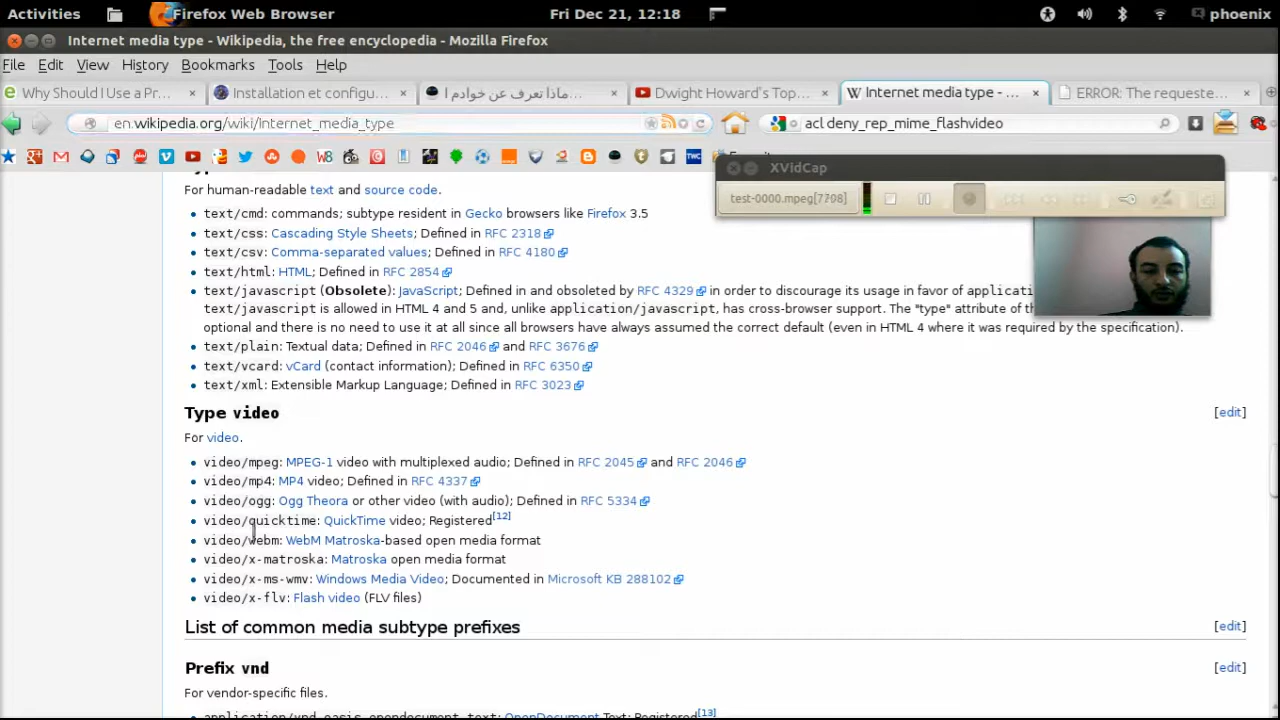 Activities Firefox Web Browser Fri Dec 21, 12:18 phoenix
Internet media type - Wikipedia, the free encyclopedia - Mozilla Firefox
File Edit View History Bookmarks Tools Help
Why Should I Use a Pr... × Installation et configu... × ماذا تعرف عن خوادم ا... × Dwight Howard's Top... × W Internet media type - ... × ERROR: The requeste... ×
en.wikipedia.org/wiki/Internet_media_type acl deny_rep_mime_flashvideo
XVidCap
test-0000.mpeg[7798]
For human-readable text and source code.
text/cmd: commands; subtype resident in Gecko browsers like Firefox 3.5
text/css: Cascading Style Sheets; Defined in RFC 2318
text/csv: Comma-separated values; Defined in RFC 4180
text/html: HTML; Defined in RFC 2854
text/javascript (Obsolete): JavaScript; Defined in and obsoleted by RFC 4329 in order to discourage its usage in favor of applicati
text/javascript is allowed in HTML 4 and 5 and, unlike application/javascript, has cross-browser support. The "type" attribute of th
optional and there is no need to use it at all since all browsers have always assumed the correct default (even in HTML 4 where it was required by the specification).
text/plain: Textual data; Defined in RFC 2046 and RFC 3676
text/vcard: vCard (contact information); Defined in RFC 6350
text/xml: Extensible Markup Language; Defined in RFC 3023
Type video [edit]
For video.
video/mpeg: MPEG-1 video with multiplexed audio; Defined in RFC 2045 and RFC 2046
video/mp4: MP4 video; Defined in RFC 4337
video/ogg: Ogg Theora or other video (with audio); Defined in RFC 5334
video/quicktime: QuickTime video; Registered[12]
video/webm: WebM Matroska-based open media format
video/x-matroska: Matroska open media format
video/x-ms-wmv: Windows Media Video; Documented in Microsoft KB 288102
video/x-flv: Flash video (FLV files)
List of common media subtype prefixes [edit]
Prefix vnd [edit]
For vendor-specific files.
application/vnd.oasis.opendocument.text: OpenDocument Text; Registered[13]